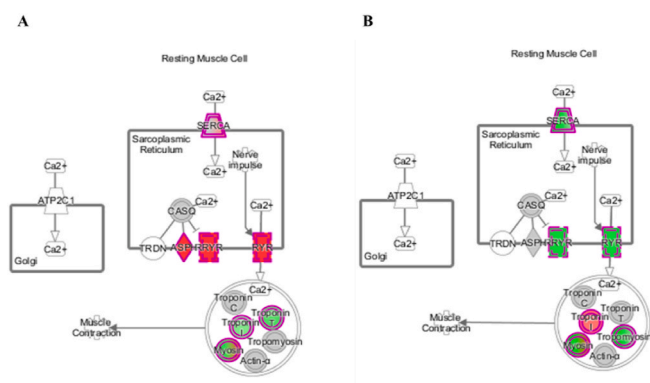 A
Resting Muscle Cell
Ca2+
SERCA
Sarcoplasmic
Reticulum
Ca2+
Nerve
impulse
Ca2+
ATP2C1
Ca2+
Golgi
CASQ
Ca2+
Ca2+
TRDN
ASPH
RYR
RYR
Ca2+
Troponin
C
Troponin
T
Troponin
I
Tropomyosin
Myosin
Actin-α
Muscle
Contraction
B
Resting Muscle Cell
Ca2+
SERCA
Sarcoplasmic
Reticulum
Ca2+
Nerve
impulse
Ca2+
ATP2C1
Ca2+
Golgi
CASQ
Ca2+
Ca2+
TRDN
ASPH
RYR
RYR
Ca2+
Troponin
C
Troponin
T
Troponin
I
Tropomyosin
Myosin
Actin-α
Muscle
Contraction